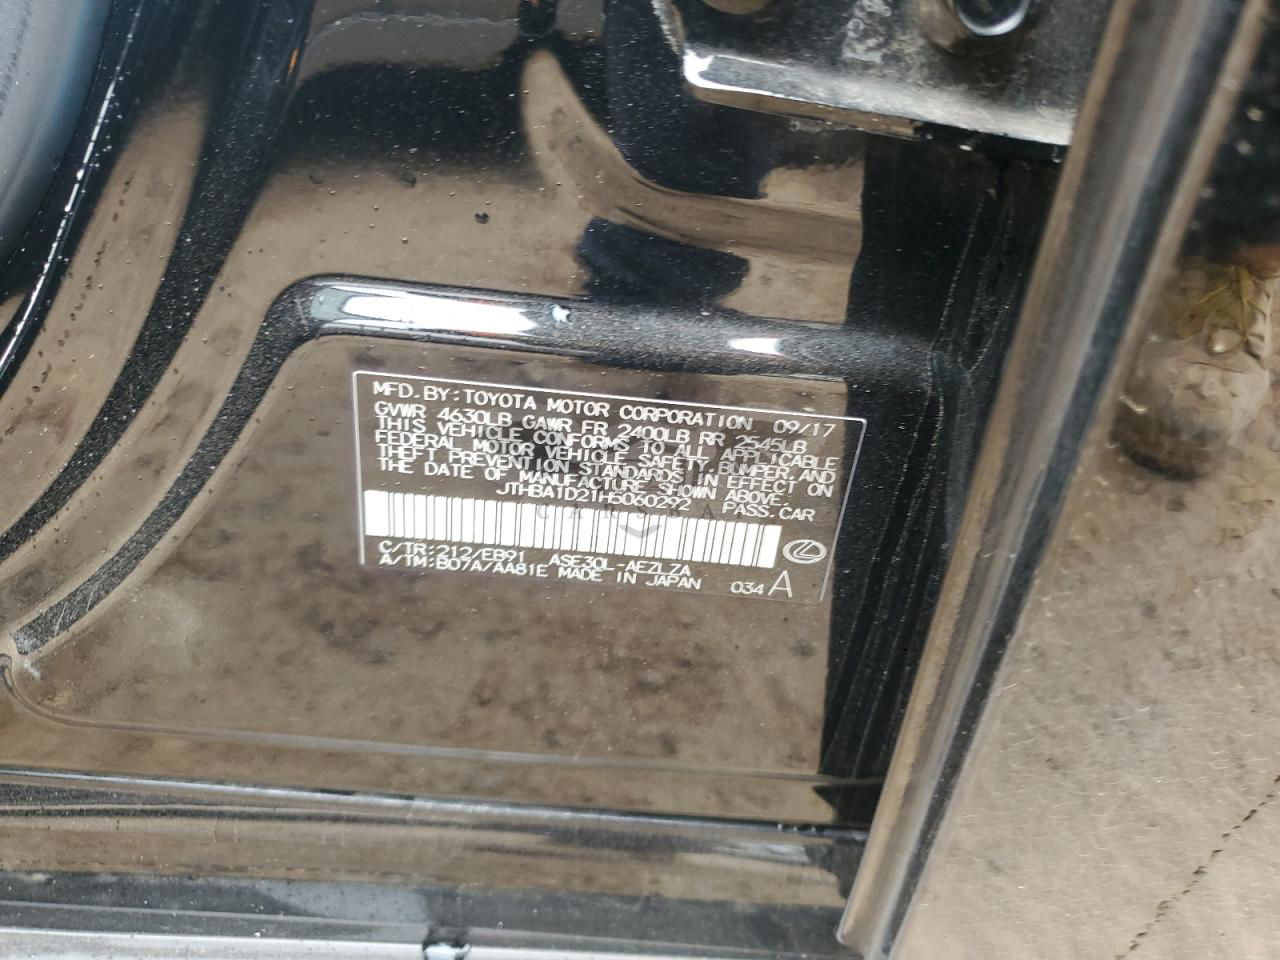 MFD. BY: TOYOTA MOTOR CORPORATION 09/17
GVWR 4630LB GAWR FR 2400LB RR 2545LB
THIS VEHICLE CONFORMS TO ALL APPLICABLE
FEDERAL MOTOR VEHICLE SAFETY, BUMPER, AND
THEFT PREVENTION STANDARDS IN EFFECT ON
THE DATE OF MANUFACTURE SHOWN ABOVE.
JTHBA1D21H5060292 PASS. CAR
C/TR: 212/EB91 ASE30L-AEZLZA
A/TM: B07A/AA81E MADE IN JAPAN 034 A